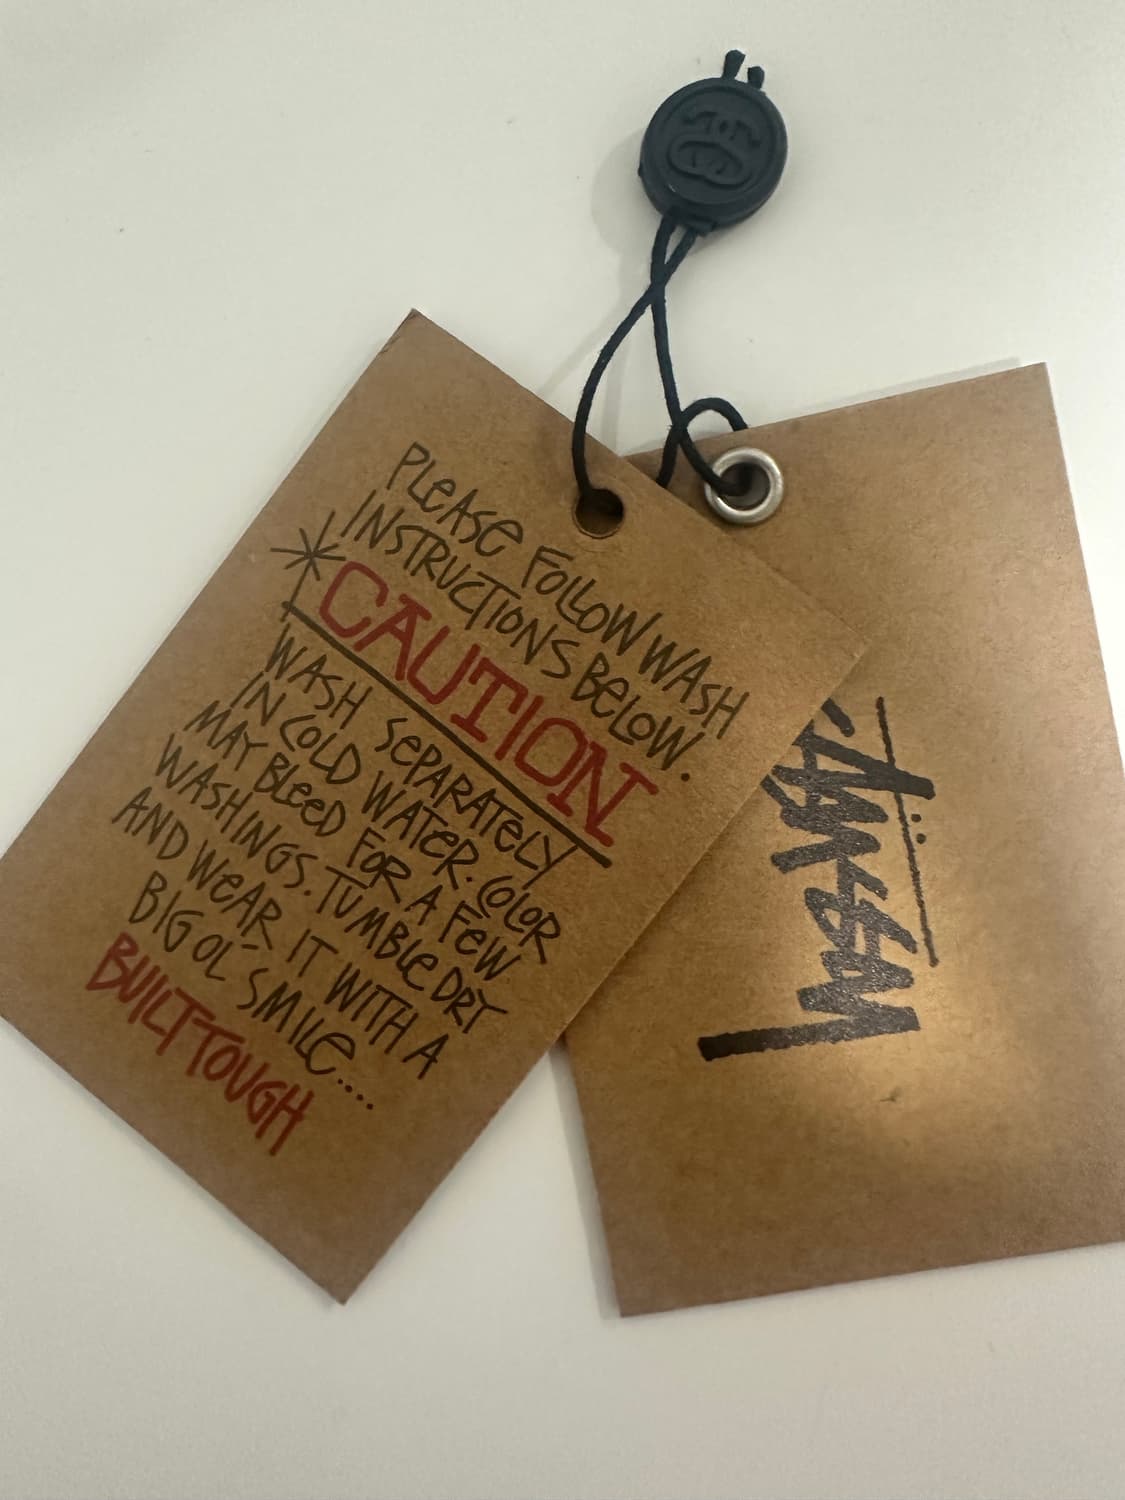 PLEASE FOLLOW WASH
INSTRUCTIONS BELOW.
*CAUTION
WASH SEPARATELY
IN COLD WATER. COLOR
MAY BLEED FOR A FEW
WASHINGS. TUMBLE DRY
AND WEAR IT WITH A
BIG OL' SMILE....
BUILT TOUGH
Stüssy